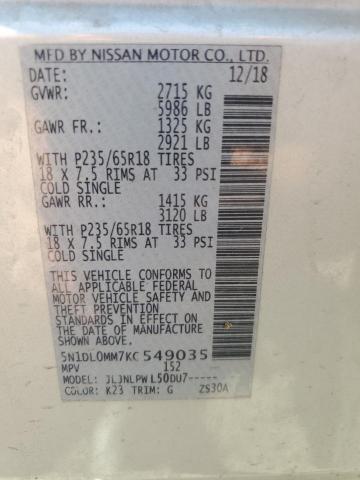 MFD BY NISSAN MOTOR CO., LTD.
DATE: 12/18
GVWR: 2715 KG
5986 LB
GAWR FR.: 1325 KG
2921 LB
WITH P235/65R18 TIRES
18 X 7.5 RIMS AT 33 PSI
COLD SINGLE
GAWR RR.: 1415 KG
3120 LB
WITH P235/65R18 TIRES
18 X 7.5 RIMS AT 33 PSI
COLD SINGLE
THIS VEHICLE CONFORMS TO
ALL APPLICABLE FEDERAL
MOTOR VEHICLE SAFETY
AND THEFT PREVENTION
STANDARDS IN EFFECT ON
THE DATE OF MANUFACTURE
SHOWN ABOVE.
5N1DL0MM7KC549035
MPV 152
MODEL: JLJNLPW L50DU7-----
COLOR: K23 TRIM: G ZS30A